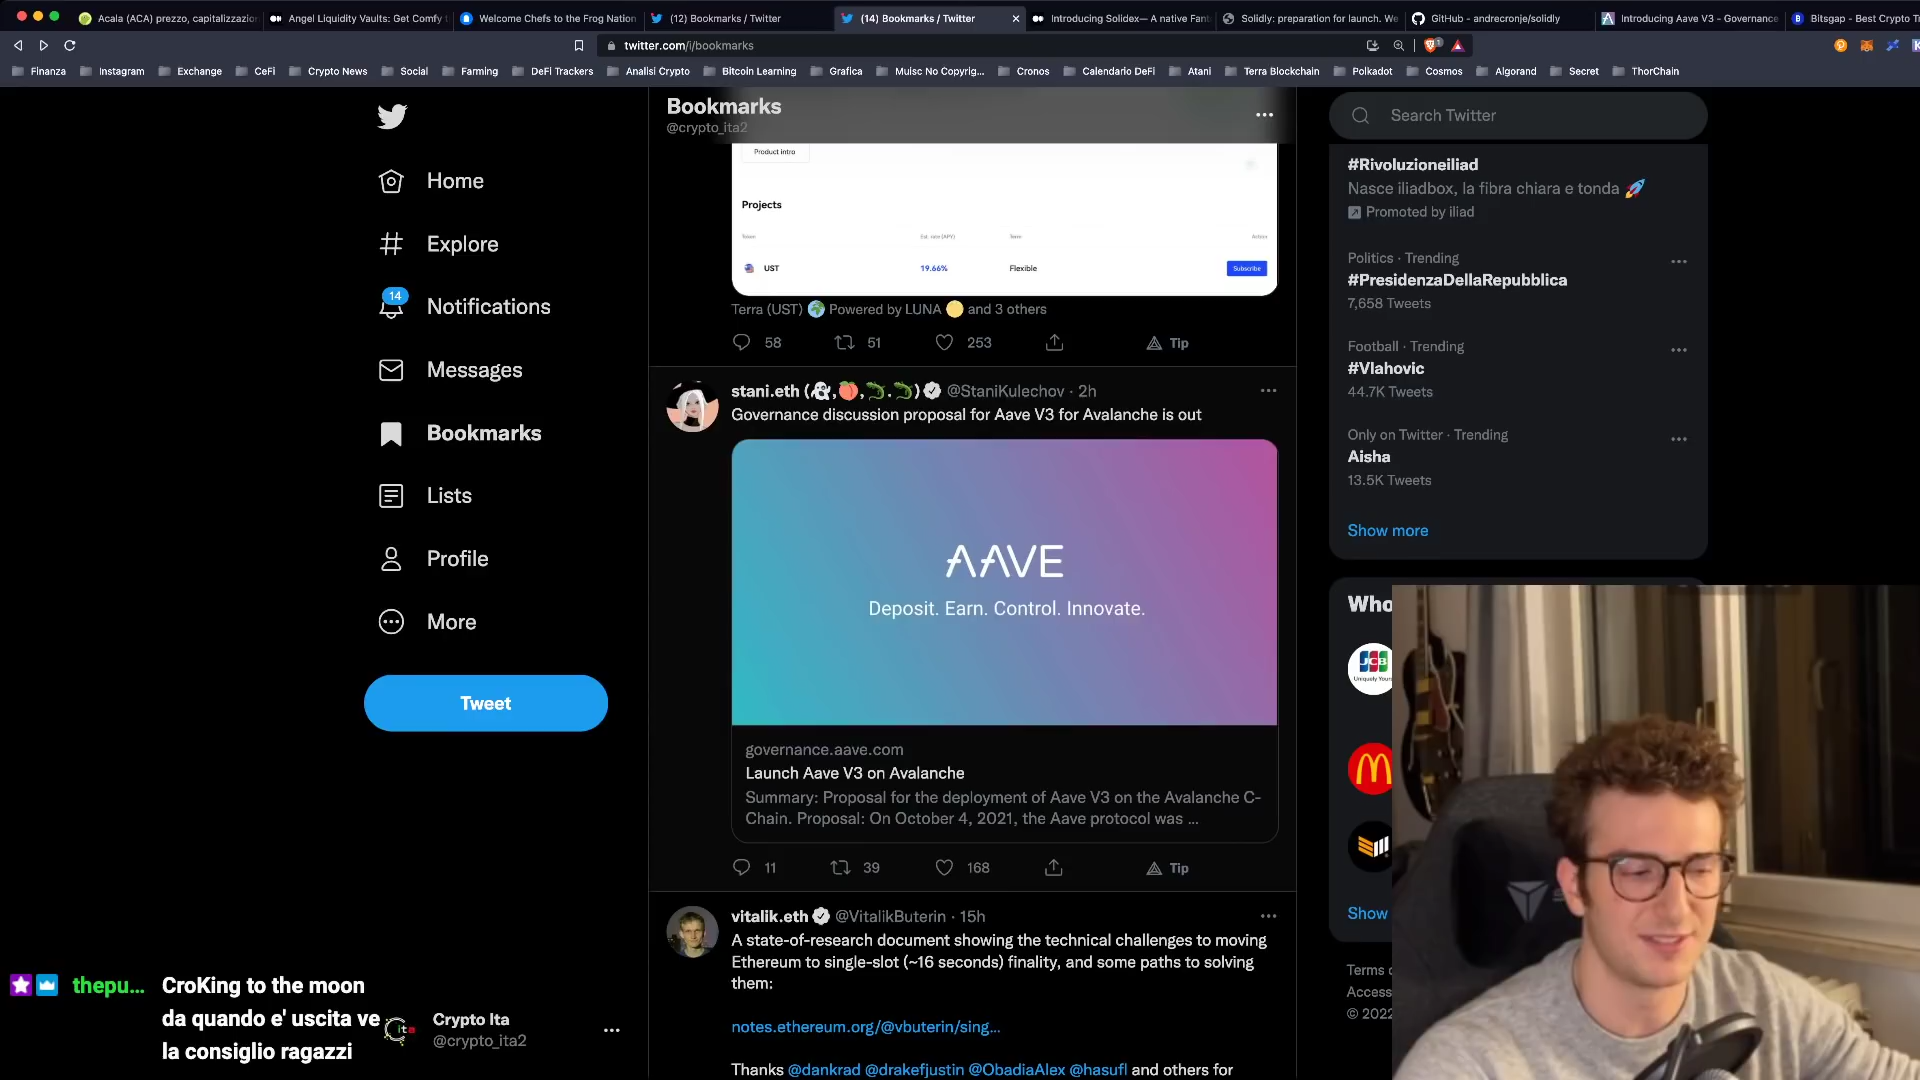 Acala (ACA) prezzo, capitalizzazion
Angel Liquidity Vaults: Get Comfy
Welcome Chefs to the Frog Nation
(12) Bookmarks / Twitter
(14) Bookmarks / Twitter
Introducing Solidex— A native Fant
Solidly: preparation for launch. We
GitHub - andrecronje/solidly
Introducing Aave V3 - Governance
Bitsgap - Best Crypto Tr
twitter.com/i/bookmarks
Finanza
Instagram
Exchange
CeFi
Crypto News
Social
Farming
DeFi Trackers
Analisi Crypto
Bitcoin Learning
Grafica
Muisc No Copyrig...
Cronos
Calendario DeFi
Atani
Terra Blockchain
Polkadot
Cosmos
Algorand
Secret
ThorChain
Home
Explore
14
Notifications
Messages
Bookmarks
Lists
Profile
More
Tweet
Bookmarks
@crypto_ita2
Product intro
Projects
Token
Est. rate (APY)
Term
Action
UST
19.66%
Flexible
Subscribe
Terra (UST) 🌍 Powered by LUNA 🌕 and 3 others
58
51
253
Tip
stani.eth (👻,🍑,🐊.🐊) @StaniKulechov · 2h
Governance discussion proposal for Aave V3 for Avalanche is out
AAVE
Deposit. Earn. Control. Innovate.
governance.aave.com
Launch Aave V3 on Avalanche
Summary: Proposal for the deployment of Aave V3 on the Avalanche C-
Chain. Proposal: On October 4, 2021, the Aave protocol was ...
11
39
168
Tip
vitalik.eth @VitalikButerin · 15h
A state-of-research document showing the technical challenges to moving
Ethereum to single-slot (~16 seconds) finality, and some paths to solving
them:
notes.ethereum.org/@vbuterin/sing...
Thanks @dankrad @drakefjustin @ObadiaAlex @hasufl and others for
Search Twitter
#Rivoluzioneiliad
Nasce iliadbox, la fibra chiara e tonda 🚀
Promoted by iliad
Politics · Trending
#PresidenzaDellaRepubblica
7,658 Tweets
Football · Trending
#Vlahovic
44.7K Tweets
Only on Twitter · Trending
Aisha
13.5K Tweets
Show more
Who
JCB
Uniquely Yours
Show
Terms
Access
© 2022
thepu...
CroKing to the moon
da quando e' uscita ve
la consiglio ragazzi
ita
Crypto Ita
@crypto_ita2